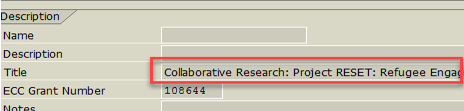 Description
Name
Description
Title Collaborative Research: Project RESET: Refugee Engag
ECC Grant Number 108644
Notes